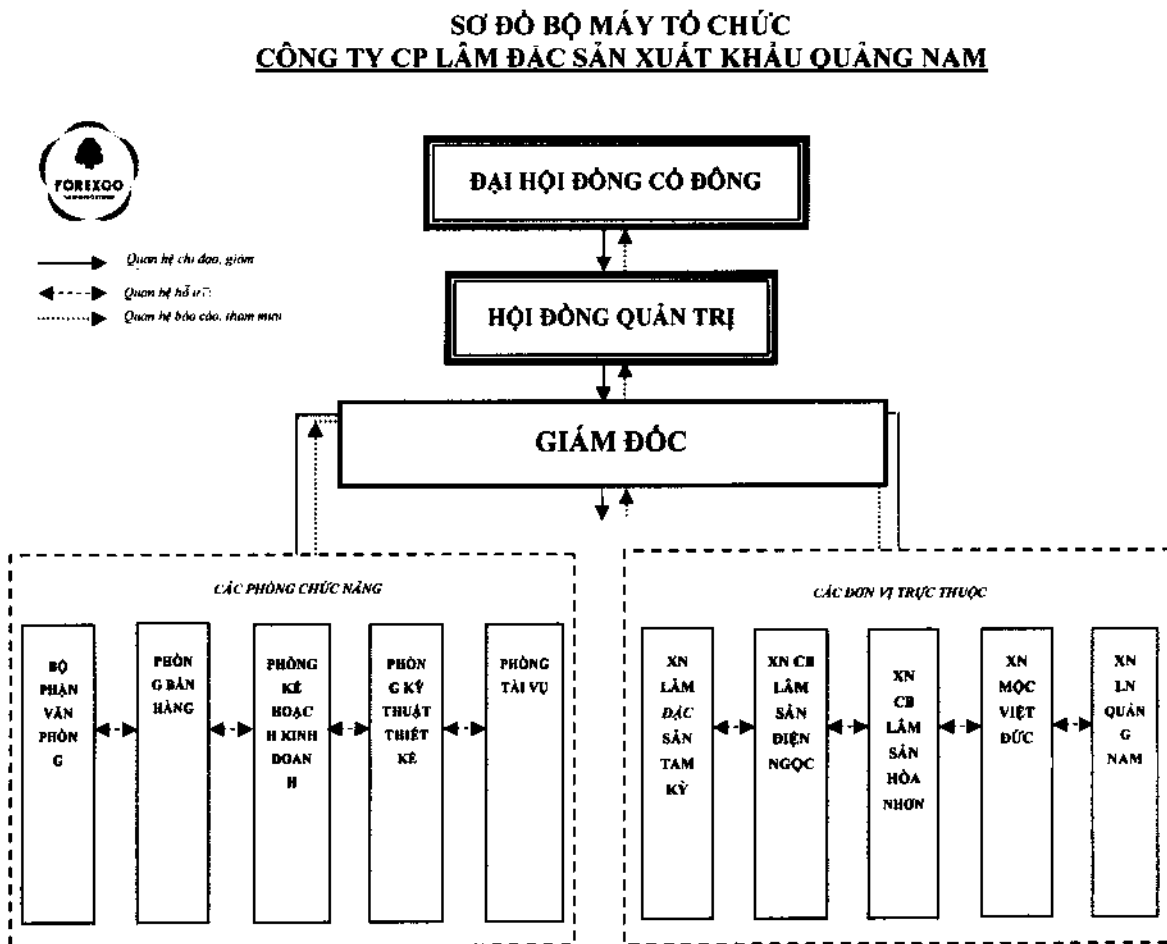 SƠ ĐỒ BỘ MÁY TỔ CHỨC
CÔNG TY CP LÂM ĐẶC SẢN XUẤT KHẨU QUẢNG NAM
FOREXCO
ĐẠI HỘI ĐỒNG CỔ ĐÔNG
Quan hệ chỉ đạo, giám
Quan hệ hỗ trợ
Quan hệ báo cáo, tham mưu
HỘI ĐỒNG QUẢN TRỊ
GIÁM ĐỐC
CÁC PHÒNG CHỨC NĂNG
BỘ
PHẬN
VĂN
PHÒN
G
PHÒN
G BÁN
HÀNG
PHÒNG
KẾ
HOẠC
H KINH
DOAN
H
PHÒN
G KỸ
THUẬT
THIẾT
KẾ
PHÒNG
TÀI VỤ
CÁC ĐƠN VỊ TRỰC THUỘC
XN
LÂM
ĐẶC
SẢN
TAM
KỲ
XN CB
LÂM
SẢN
ĐIỆN
NGỌC
XN
CB
LÂM
SẢN
HÒA
NHƠN
XN
MỘC
VIỆT
ĐỨC
XN
LN
QUẢN
G
NAM